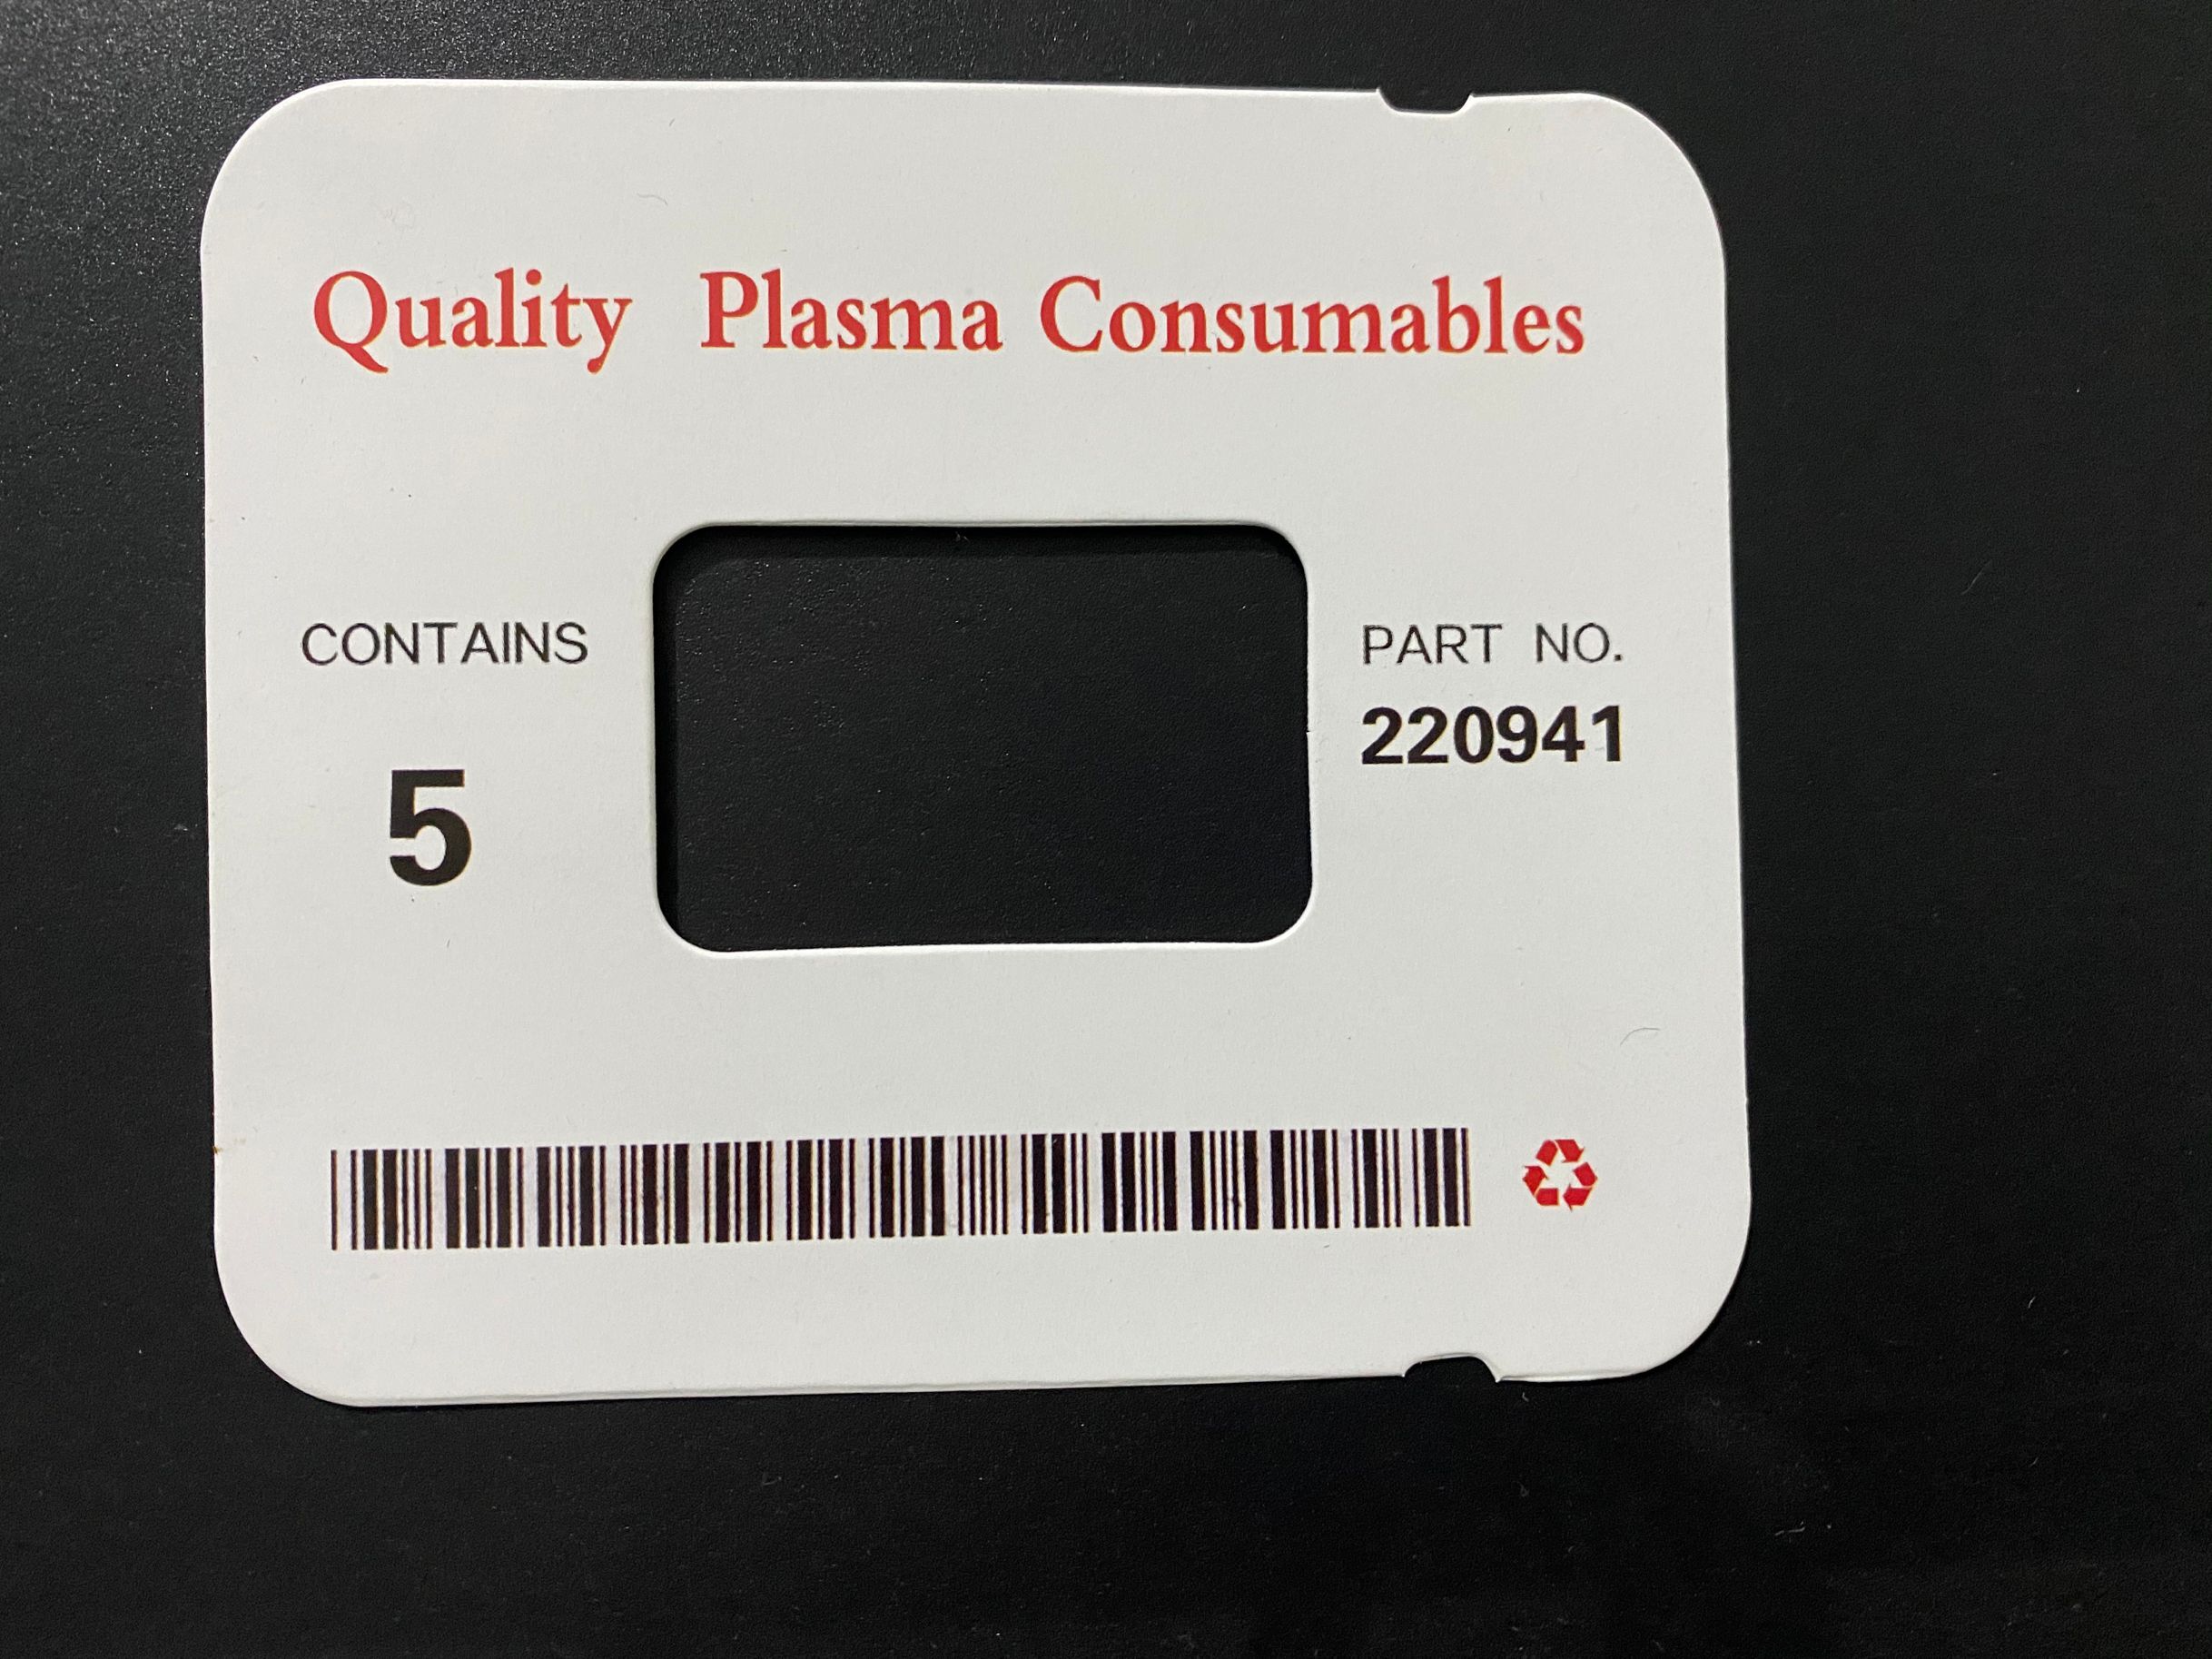 Quality Plasma Consumables
CONTAINS
5
PART NO.
220941